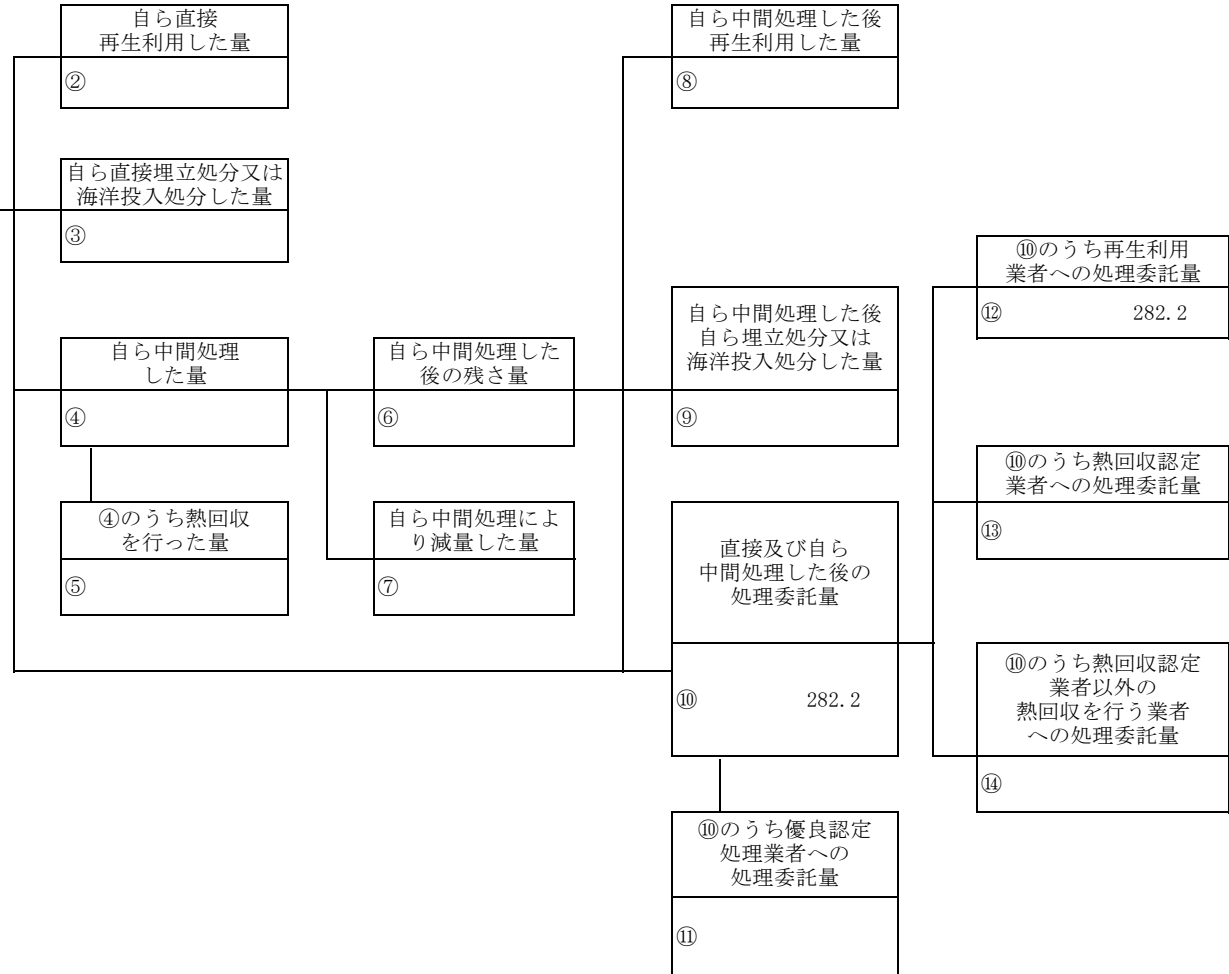 自ら直接
再生利用した量
②
自ら直接埋立処分又は
海洋投入処分した量
③
自ら中間処理
した量
④
④のうち熱回収
を行った量
⑤
自ら中間処理した
後の残さ量
⑥
自ら中間処理によ
り減量した量
⑦
自ら中間処理した後
再生利用した量
⑧
自ら中間処理した後
自ら埋立処分又は
海洋投入処分した量
⑨
直接及び自ら
中間処理した後の
処理委託量
⑩ 282.2
⑩のうち優良認定
処理業者への
処理委託量
⑪
⑩のうち再生利用
業者への処理委託量
⑫ 282.2
⑩のうち熱回収認定
業者への処理委託量
⑬
⑩のうち熱回収認定
業者以外の
熱回収を行う業者
への処理委託量
⑭